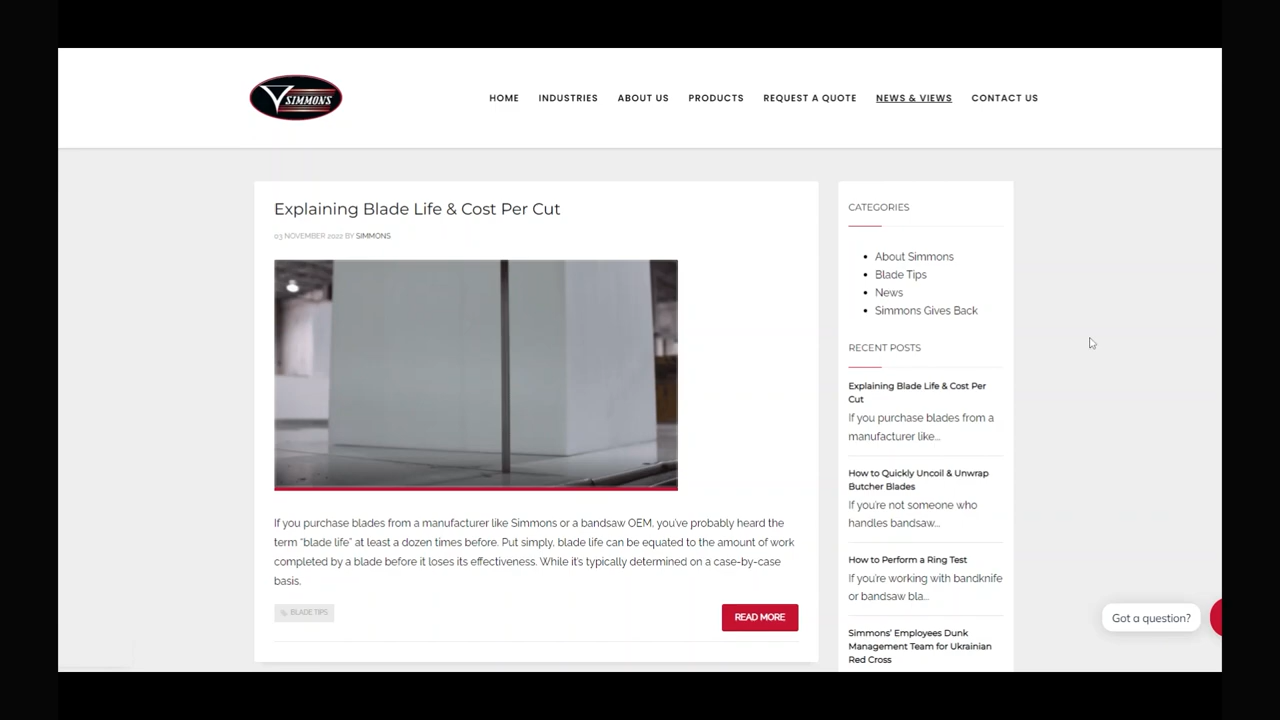 SIMMONS
HOME INDUSTRIES ABOUT US PRODUCTS REQUEST A QUOTE NEWS & VIEWS CONTACT US
Explaining Blade Life & Cost Per Cut
03 NOVEMBER 2022 BY SIMMONS
If you purchase blades from a manufacturer like Simmons or a bandsaw OEM, you've probably heard the
term "blade life" at least a dozen times before. Put simply, blade life can be equated to the amount of work
completed by a blade before it loses its effectiveness. While it's typically determined on a case-by-case
basis.
BLADE TIPS
READ MORE
CATEGORIES
About Simmons
Blade Tips
News
Simmons Gives Back
RECENT POSTS
Explaining Blade Life & Cost Per
Cut
If you purchase blades from a
manufacturer like...
How to Quickly Uncoil & Unwrap
Butcher Blades
If you're not someone who
handles bandsaw...
How to Perform a Ring Test
If you're working with bandknife
or bandsaw bla...
Simmons' Employees Dunk
Management Team for Ukrainian
Red Cross
Got a question?